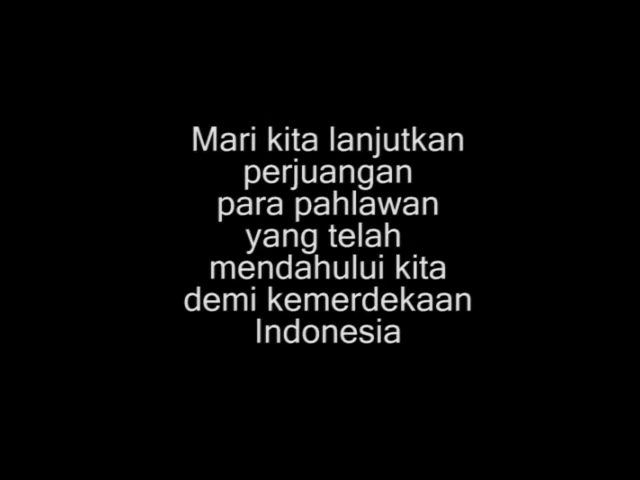 Mari kita lanjutkan
perjuangan
para pahlawan
yang telah
mendahului kita
demi kemerdekaan
Indonesia